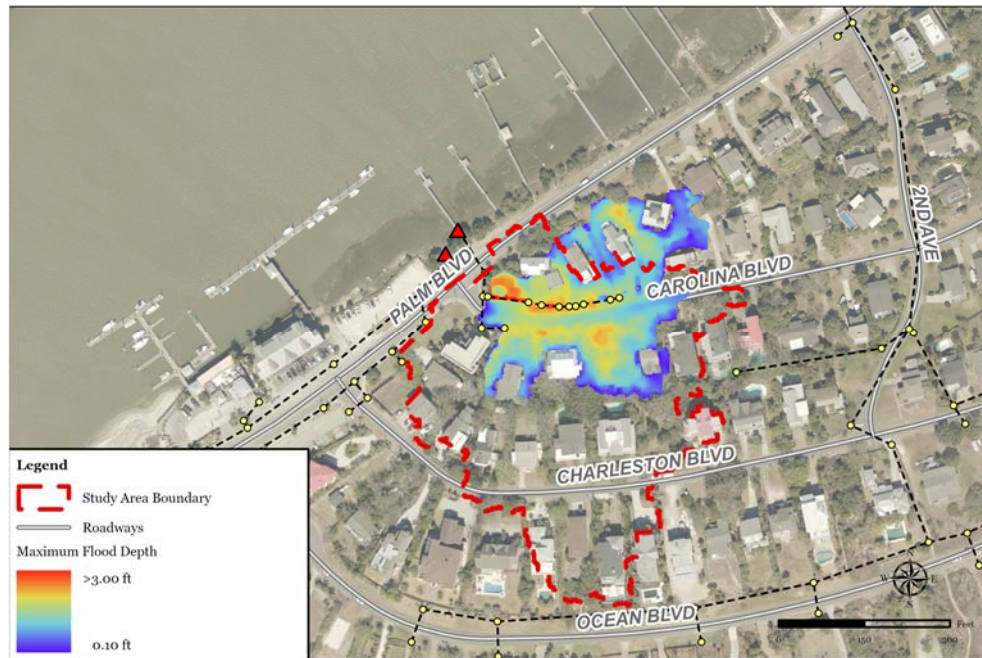 2ND AVE
PALM BLVD
CAROLINA BLVD
CHARLESTON BLVD
OCEAN BLVD
Legend
Study Area Boundary
Roadways
Maximum Flood Depth
>3.00 ft
0.10 ft
W E
Feet
0 150 300